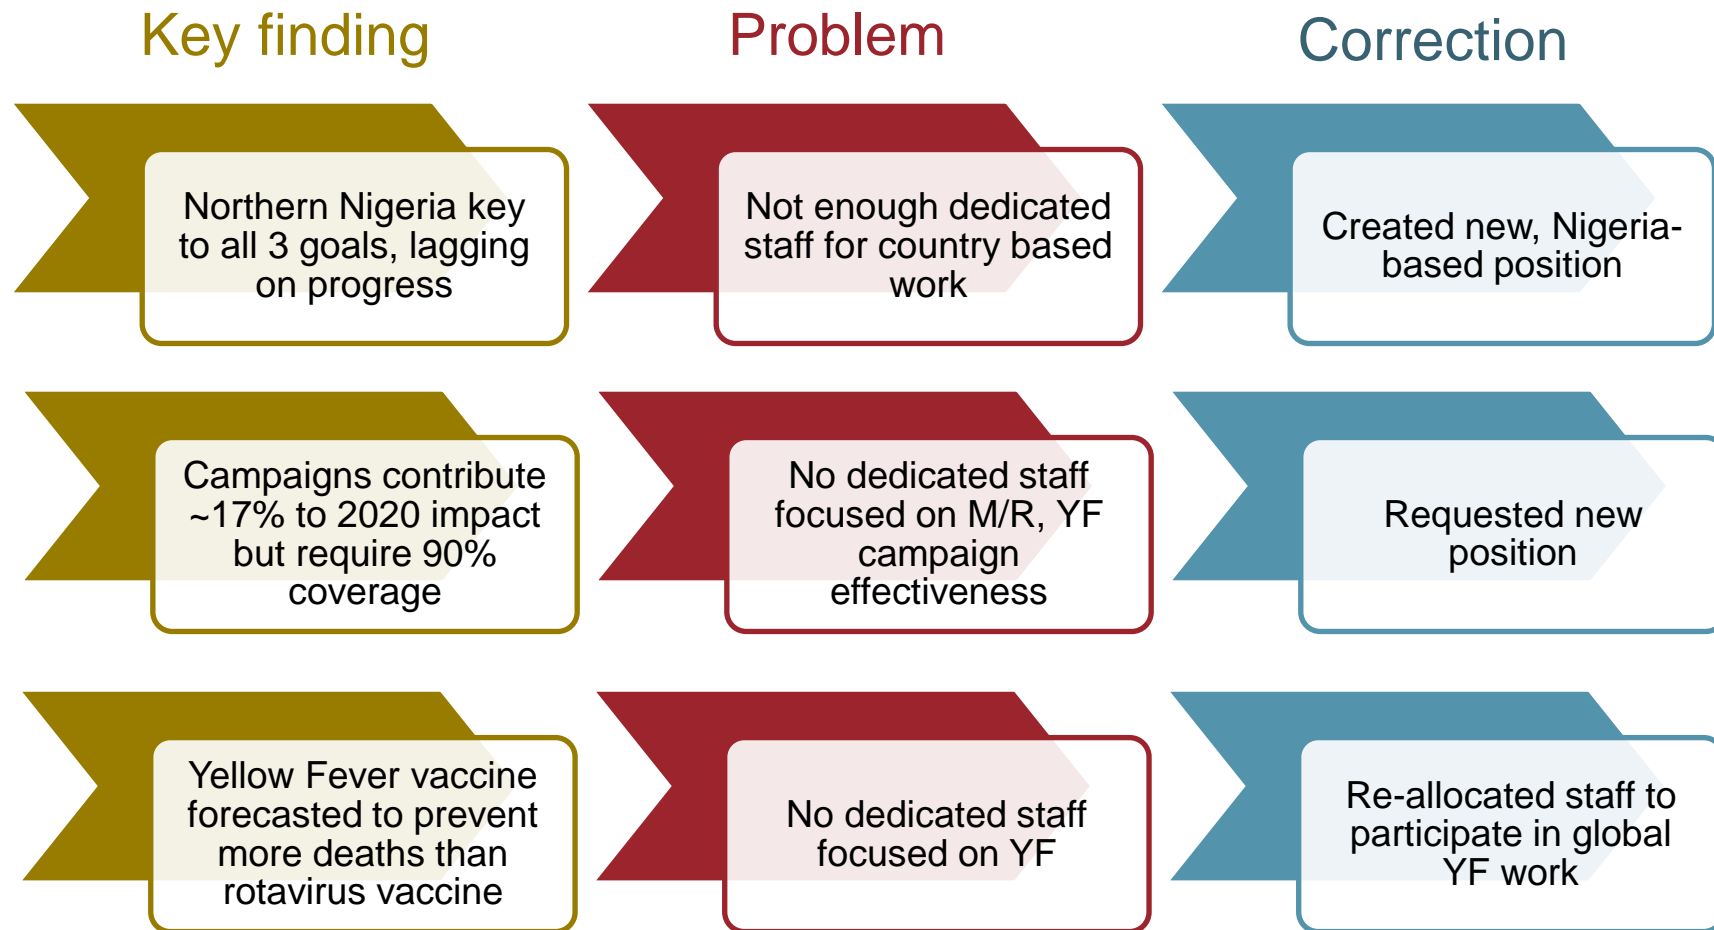 Key finding
Problem
Correction
Northern Nigeria key
to all 3 goals, lagging
on progress
Not enough dedicated
staff for country based
work
Created new, Nigeria-
based position
Campaigns contribute
~17% to 2020 impact
but require 90%
coverage
No dedicated staff
focused on M/R, YF
campaign
effectiveness
Requested new
position
Yellow Fever vaccine
forecasted to prevent
more deaths than
rotavirus vaccine
No dedicated staff
focused on YF
Re-allocated staff to
participate in global
YF work